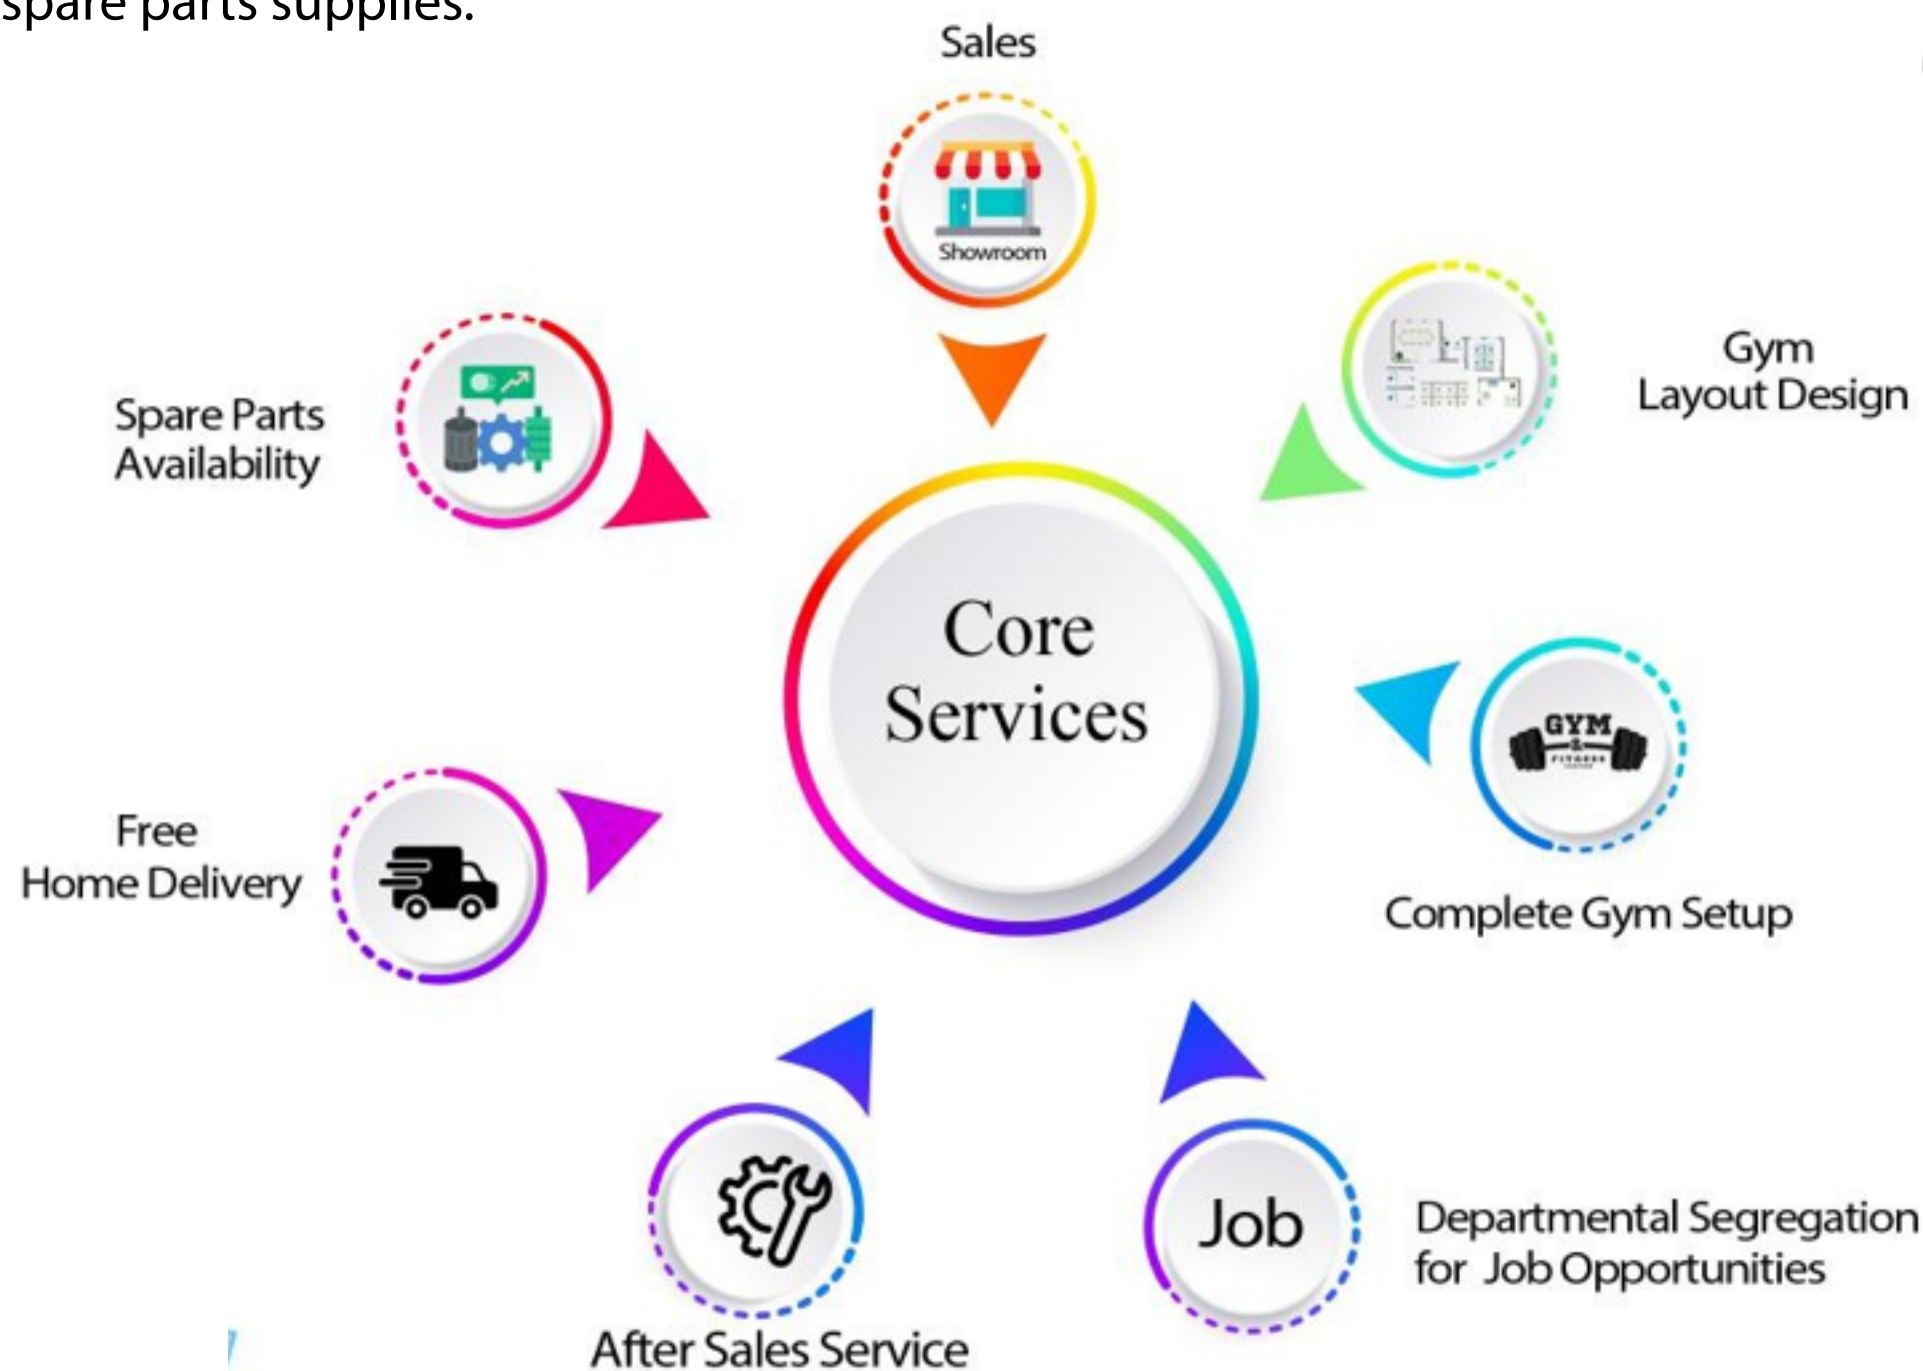 spare parts supplies.
Sales
Showroom
Gym
Layout Design
Spare Parts
Availability
Core
Services
GYM
&
FITNESS
Free
Home Delivery
Complete Gym Setup
Job
Departmental Segregation
for Job Opportunities
After Sales Service